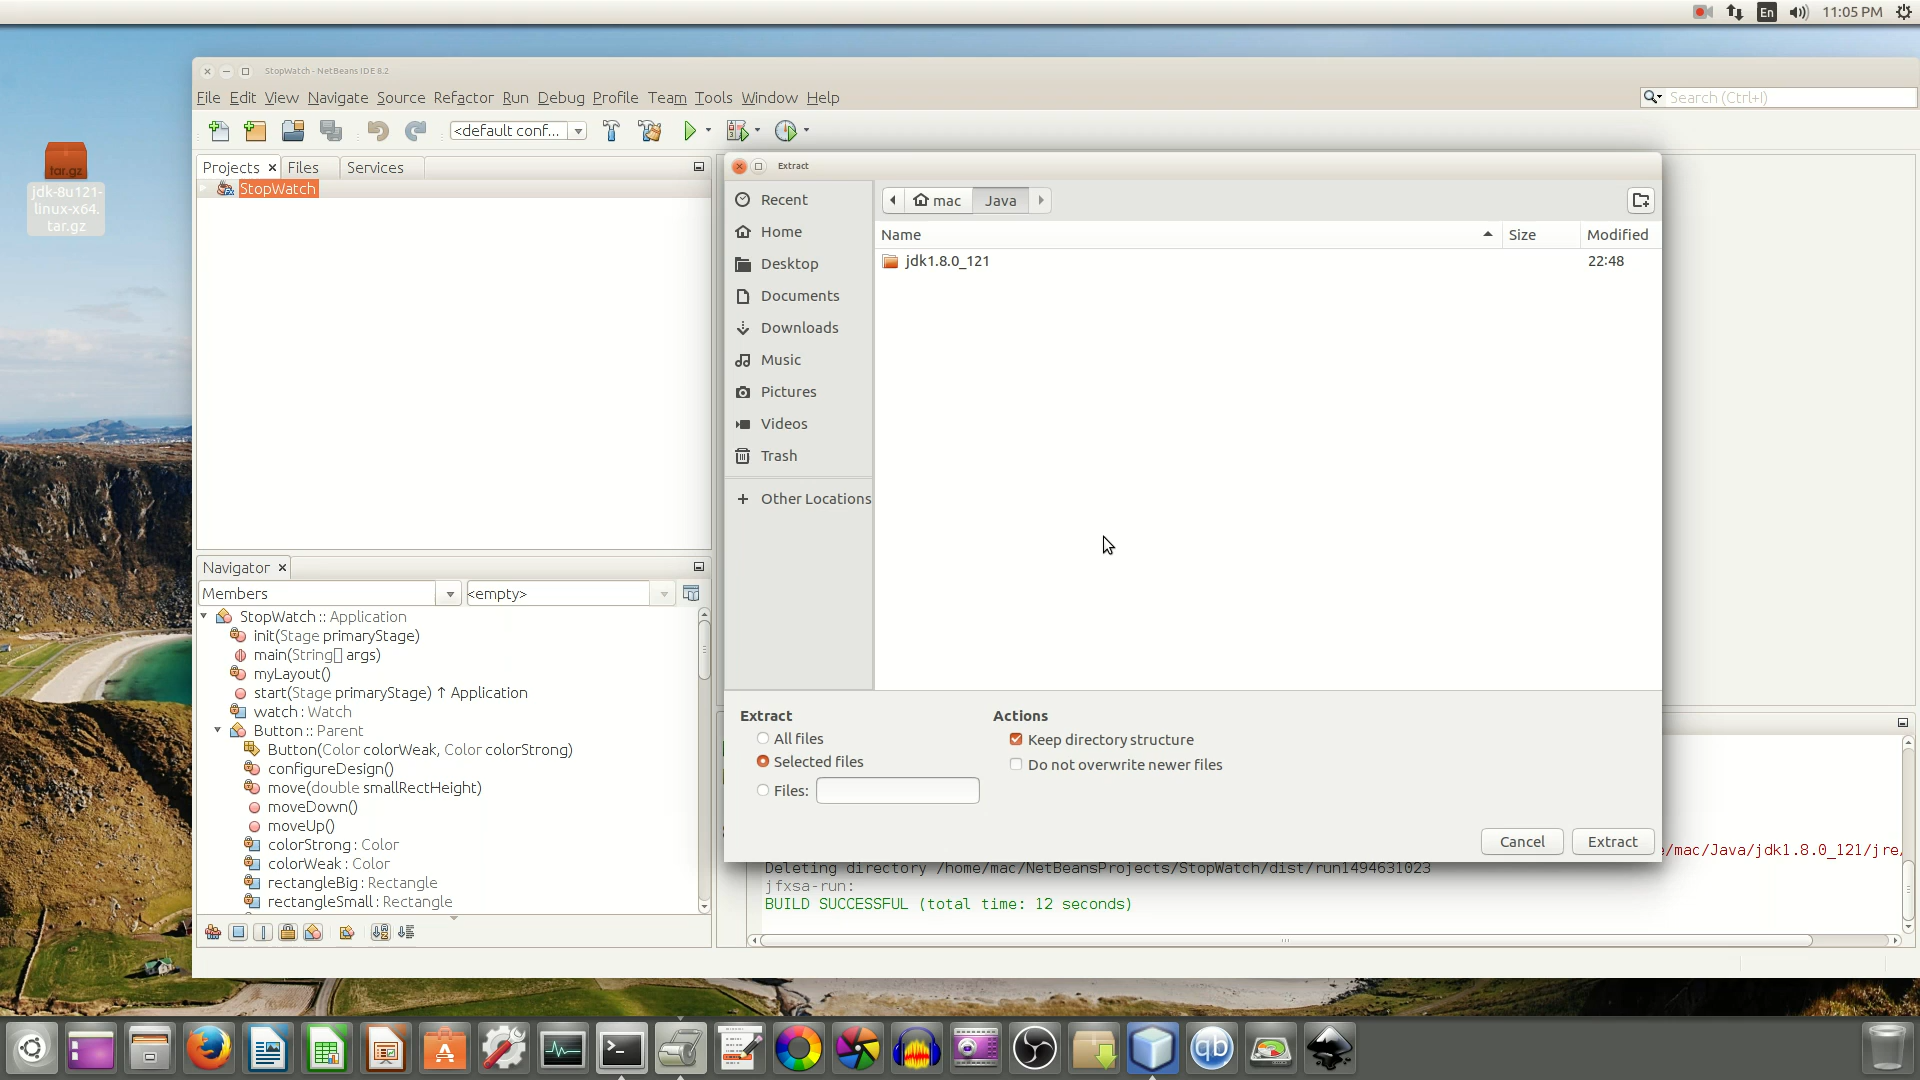 En
11:05 PM
tar.gz
jdk-8u121-
linux-x64.
tar.gz
StopWatch - NetBeans IDE 8.2
File Edit View Navigate Source Refactor Run Debug Profile Team Tools Window Help
Search (Ctrl+I)
<default conf...
Projects
Files
Services
StopWatch
Extract
Recent
Home
Desktop
Documents
Downloads
Music
Pictures
Videos
Trash
Other Locations
mac
Java
Name
Size
Modified
jdk1.8.0_121
22:48
Extract
All files
Selected files
Files:
Actions
Keep directory structure
Do not overwrite newer files
Cancel
Extract
Navigator
Members
<empty>
StopWatch :: Application
init(Stage primaryStage)
main(String[] args)
myLayout()
start(Stage primaryStage) ↑ Application
watch : Watch
Button :: Parent
Button(Color colorWeak, Color colorStrong)
configureDesign()
move(double smallRectHeight)
moveDown()
moveUp()
colorStrong : Color
colorWeak : Color
rectangleBig : Rectangle
rectangleSmall : Rectangle
/mac/Java/jdk1.8.0_121/jre/
Deleting directory /home/mac/NetBeansProjects/StopWatch/dist/run1494631023
jfxsa-run:
BUILD SUCCESSFUL (total time: 12 seconds)
qb